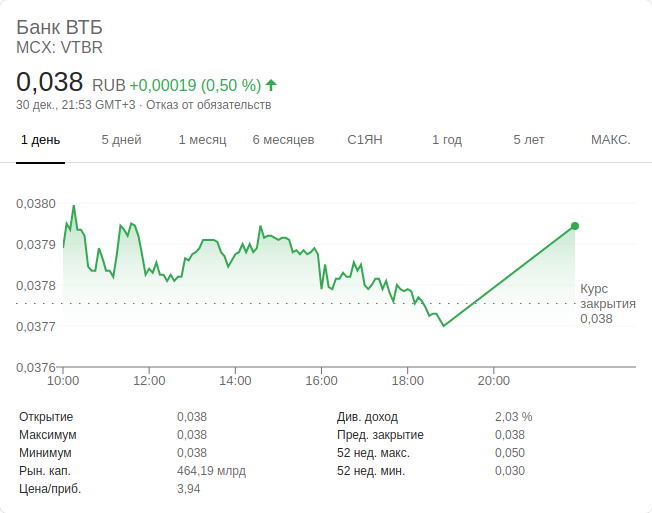 Банк ВТБ
MCX: VTBR
0,038 RUB +0,00019 (0,50 %)
30 дек., 21:53 GMT+3 · Отказ от обязательств
1 день 5 дней 1 месяц 6 месяцев С1ЯН 1 год 5 лет МАКС.
0,0380
0,0379
0,0378
0,0377
0,0376
Курс
закрытия
0,038
10:00 12:00 14:00 16:00 18:00 20:00
Открытие 0,038 Див. доход 2,03 %
Максимум 0,038 Пред. закрытие 0,038
Минимум 0,038 52 нед. макс. 0,050
Рын. кап. 464,19 млрд 52 нед. мин. 0,030
Цена/приб. 3,94